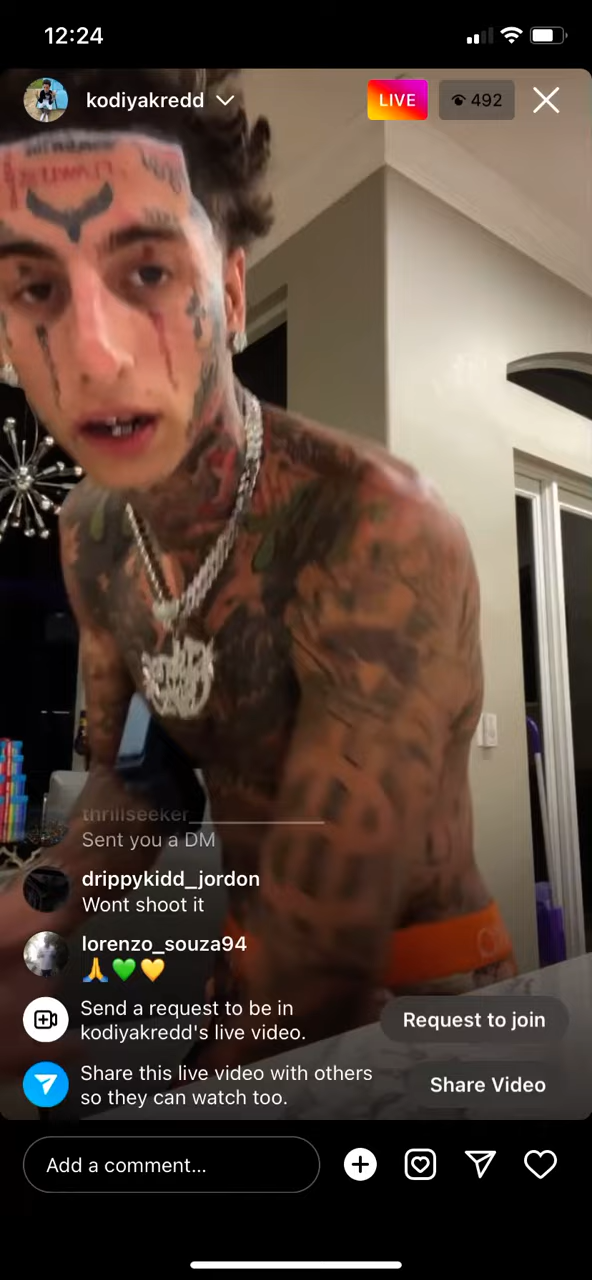 12:24
kodiyakredd
LIVE
492
thrillseeker_
Sent you a DM
drippykidd_jordon
Wont shoot it
lorenzo_souza94
🙏💚💛
Send a request to be in
kodiyakredd's live video.
Request to join
Share this live video with others
so they can watch too.
Share Video
Add a comment...